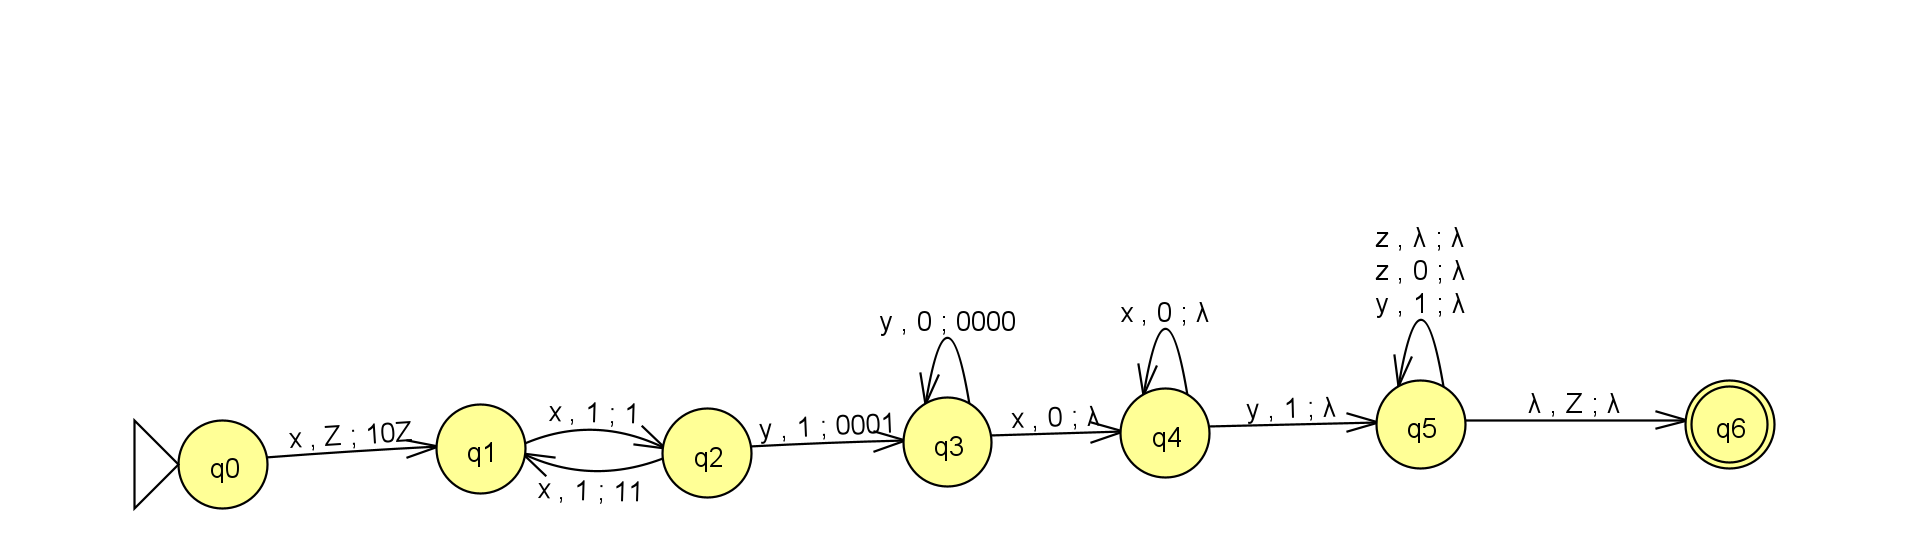 z , λ ; λ
z , 0 ; λ
y , 1 ; λ
y , 0 ; 0000
x , 0 ; λ
x , Z ; 10Z
x , 1 ; 1
y , 1 ; 0001
x , 0 ; λ
y , 1 ; λ
λ , Z ; λ
q0
q1
q2
q3
q4
q5
q6
x , 1 ; 11